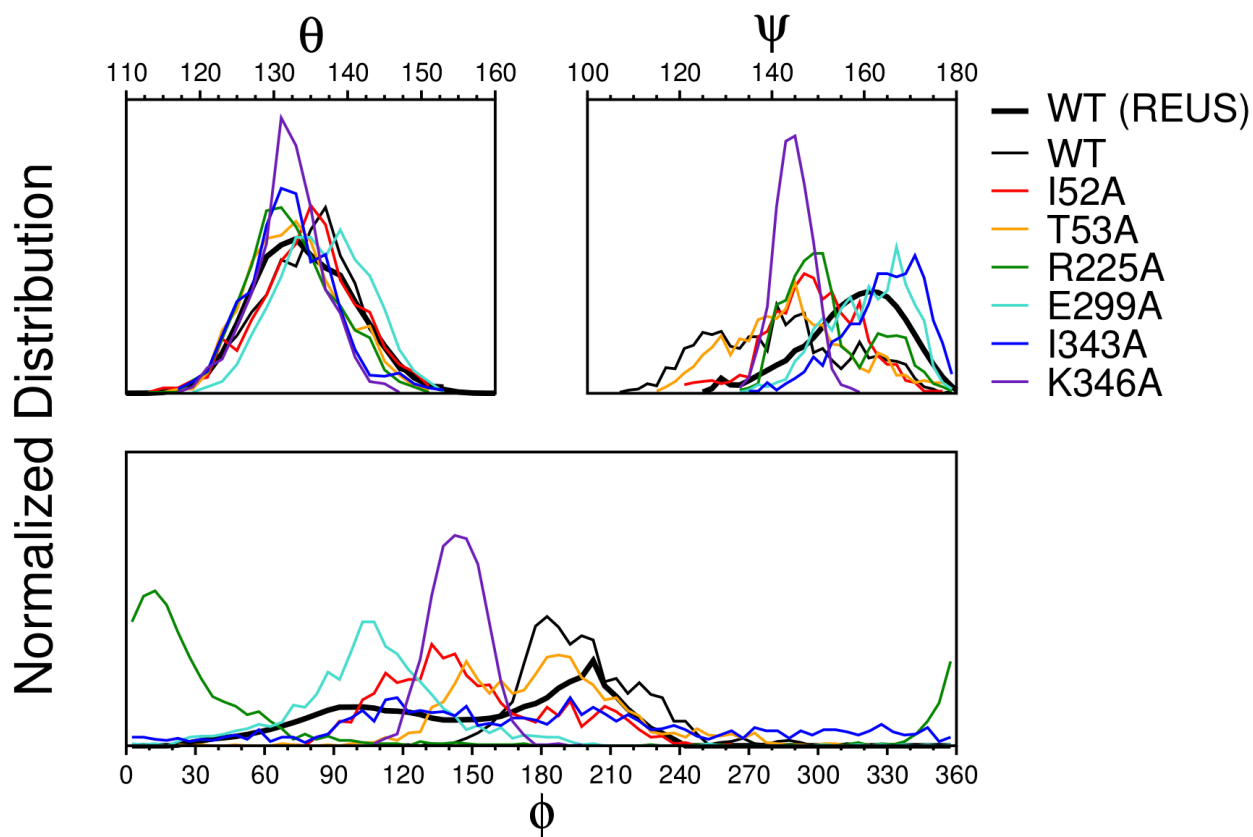 θ ψ
110 120 130 140 150 160 100 120 140 160 180
WT (REUS)
WT
I52A
T53A
R225A
E299A
I343A
K346A
Normalized Distribution
0 30 60 90 120 150 180 210 240 270 300 330 360
ϕ